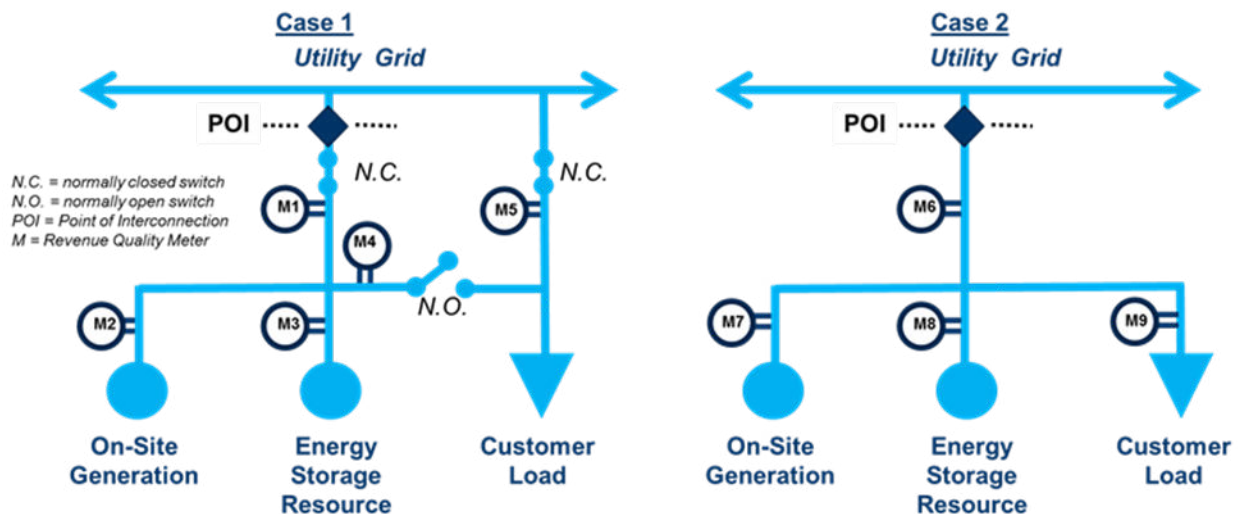 Case 1
Utility Grid
POI
N.C.
N.C.
N.C. = normally closed switch
N.O. = normally open switch
POI = Point of Interconnection
M = Revenue Quality Meter
M1
M5
M4
N.O.
M2
M3
On-Site
Generation
Energy
Storage
Resource
Customer
Load
Case 2
Utility Grid
POI
M6
M7
M8
M9
On-Site
Generation
Energy
Storage
Resource
Customer
Load